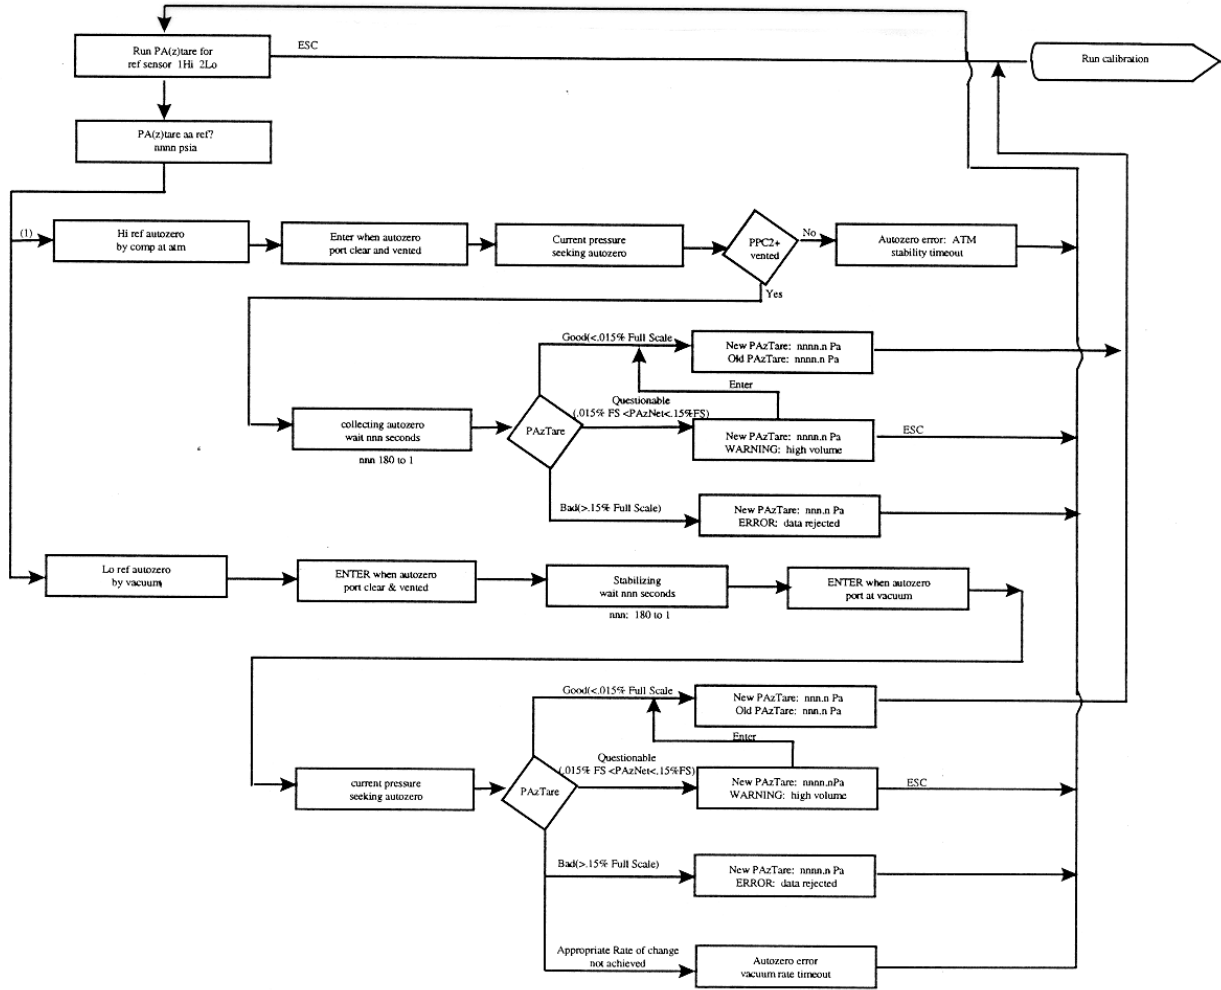 Run PA(z)tare for
ref sensor 1Hi 2Lo
ESC
Run calibration
PA(z)tare aa ref?
nnnn psia
(1)
Hi ref autozero
by comp at atm
Enter when autozero
port clear and vented
Current pressure
seeking autozero
PPC2+
vented
No
Autozero error: ATM
stability timeout
Yes
Good(<.015% Full Scale
New PAzTare: nnnn.n Pa
Old PAzTare: nnnn.n Pa
Enter
Questionable
(.015% FS <PAzNet<.15%FS)
collecting autozero
wait nnn seconds
nnn 180 to 1
PAzTare
New PAzTare: nnnn.n Pa
WARNING: high volume
ESC
Bad(>.15% Full Scale)
New PAzTare: nnn.n Pa
ERROR: data rejected
Lo ref autozero
by vacuum
ENTER when autozero
port clear & vented
Stabilizing
wait nnn seconds
nnn: 180 to 1
ENTER when autozero
port at vacuum
Good(<.015% Full Scale
New PAzTare: nnn.n Pa
Old PAzTare: nnn.n Pa
Enter
Questionable
(.015% FS <PAzNet<.15%FS)
current pressure
seeking autozero
PAzTare
New PAzTare: nnnn.nPa
WARNING: high volume
ESC
Bad(>.15% Full Scale)
New PAzTare: nnnn.n Pa
ERROR: data rejected
Appropriate Rate of change
not achieved
Autozero error
vacuum rate timeout